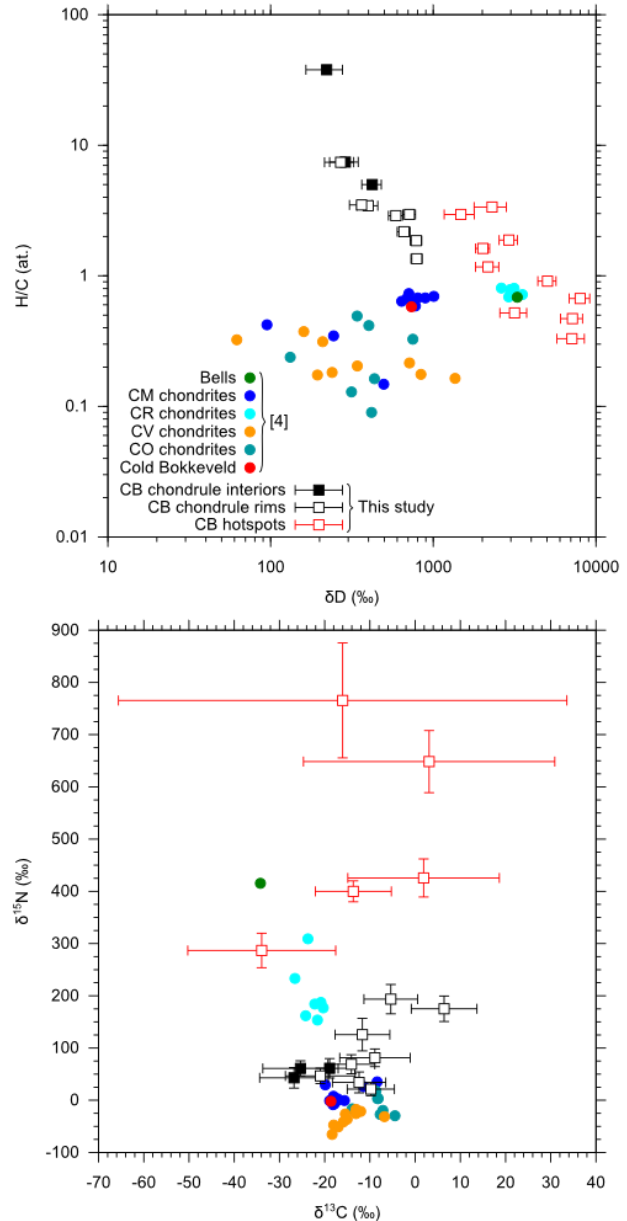 100
10
1
0.1
0.01
H/C (at.)
Bells
CM chondrites
CR chondrites
CV chondrites
CO chondrites
Cold Bokkeveld
[4]
CB chondrule interiors
CB chondrule rims
CB hotspots
This study
10 100 1000 10000
δD (‰)
900
800
700
600
500
400
300
200
100
0
-100
δ¹⁵N (‰)
-70 -60 -50 -40 -30 -20 -10 0 10 20 30 40
δ¹³C (‰)